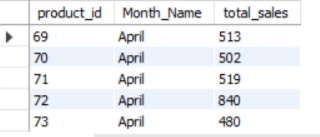 product_id Month_Name total_sales
69 April 513
70 April 502
71 April 519
72 April 840
73 April 480